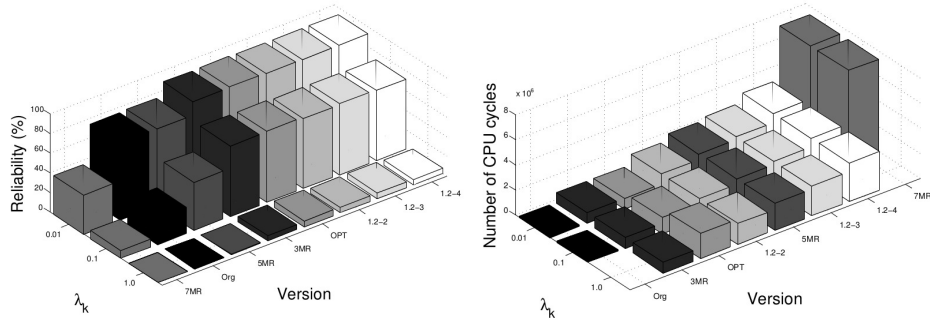 100
80
60
40
20
0
Reliability (%)
0.01
0.1
1.0
λk
7MR
Org
5MR
3MR
OPT
1.2−2
1.2−3
1.2−4
Version
x 10^6
8
6
4
2
0
Number of CPU cycles
0.01
0.1
1.0
λk
Org
3MR
OPT
1.2−2
5MR
1.2−3
1.2−4
7MR
Version